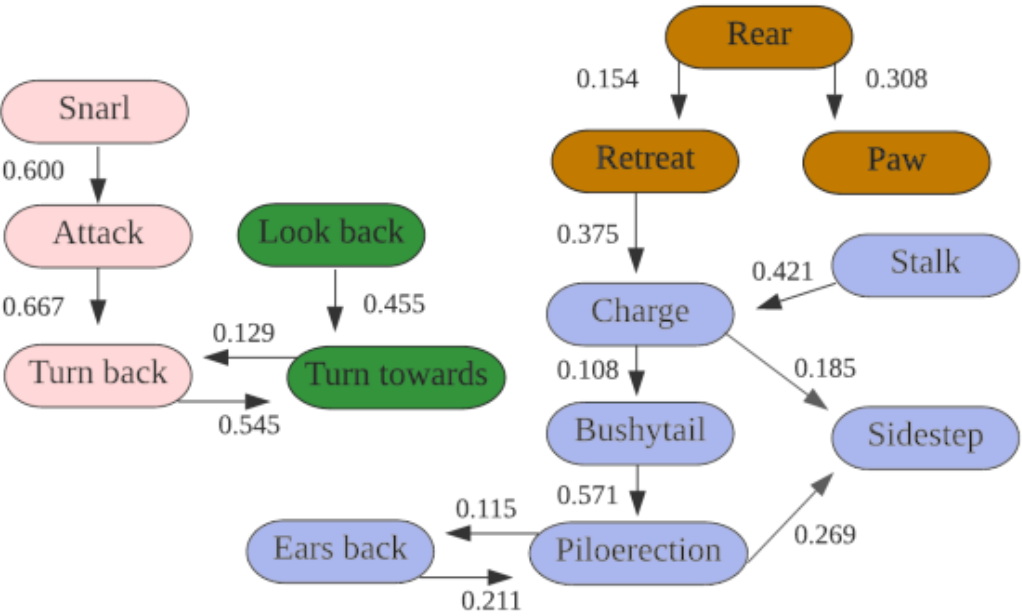 Rear
0.154
0.308
Snarl
Retreat
Paw
0.600
Attack
Look back
0.375
Stalk
0.421
0.667
0.455
Charge
0.129
Turn back
Turn towards
0.108
0.185
0.545
Bushytail
Sidestep
0.571
0.115
Ears back
Piloerection
0.269
0.211